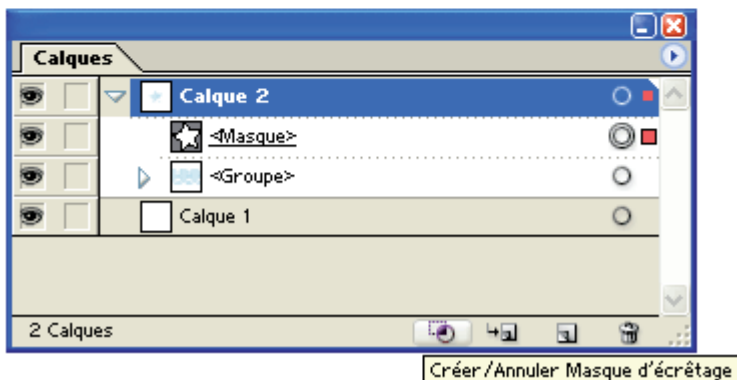 Calques
Calque 2
<Masque>
<Groupe>
Calque 1
2 Calques
Créer/Annuler Masque d'écrêtage